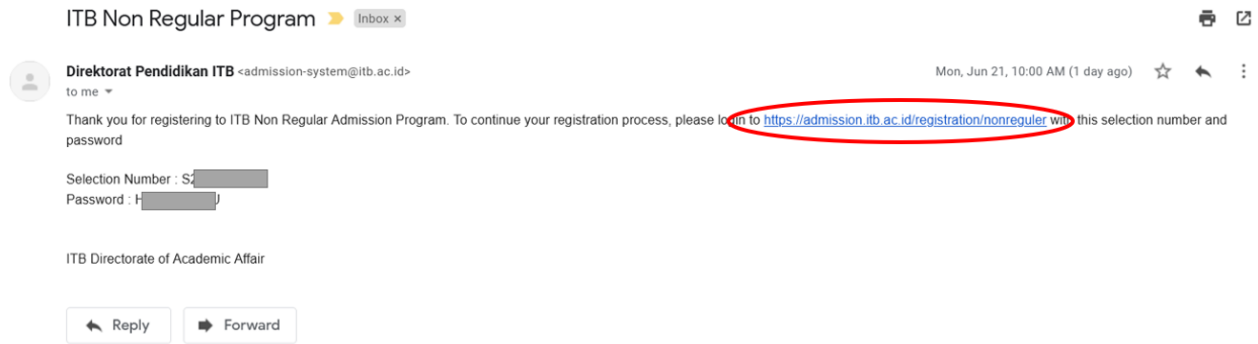 ITB Non Regular Program Inbox ×
Direktorat Pendidikan ITB <admission-system@itb.ac.id> Mon, Jun 21, 10:00 AM (1 day ago)
to me
Thank you for registering to ITB Non Regular Admission Program. To continue your registration process, please login to https://admission.itb.ac.id/registration/nonreguler with this selection number and
password
Selection Number : S2
Password : H
ITB Directorate of Academic Affair
Reply Forward